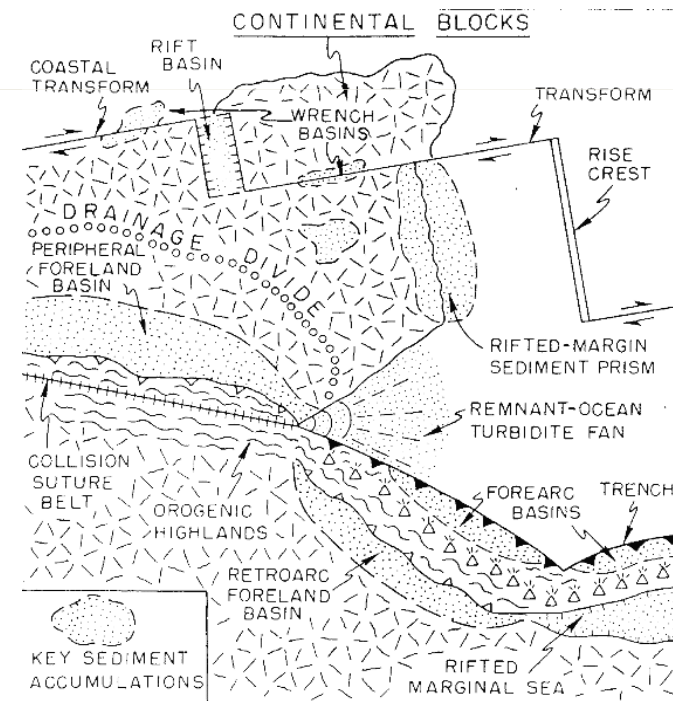 CONTINENTAL BLOCKS
RIFT
BASIN
COASTAL
TRANSFORM
WRENCH
BASINS
TRANSFORM
RISE
CREST
DRAINAGE DIVIDE
PERIPHERAL
FORELAND
BASIN
RIFTED-MARGIN
SEDIMENT PRISM
REMNANT-OCEAN
TURBIDITE FAN
COLLISION
SUTURE
BELT
OROGENIC
HIGHLANDS
FOREARC
BASINS
TRENCH
RETROARC
FORELAND
BASIN
KEY SEDIMENT
ACCUMULATIONS
RIFTED
MARGINAL SEA